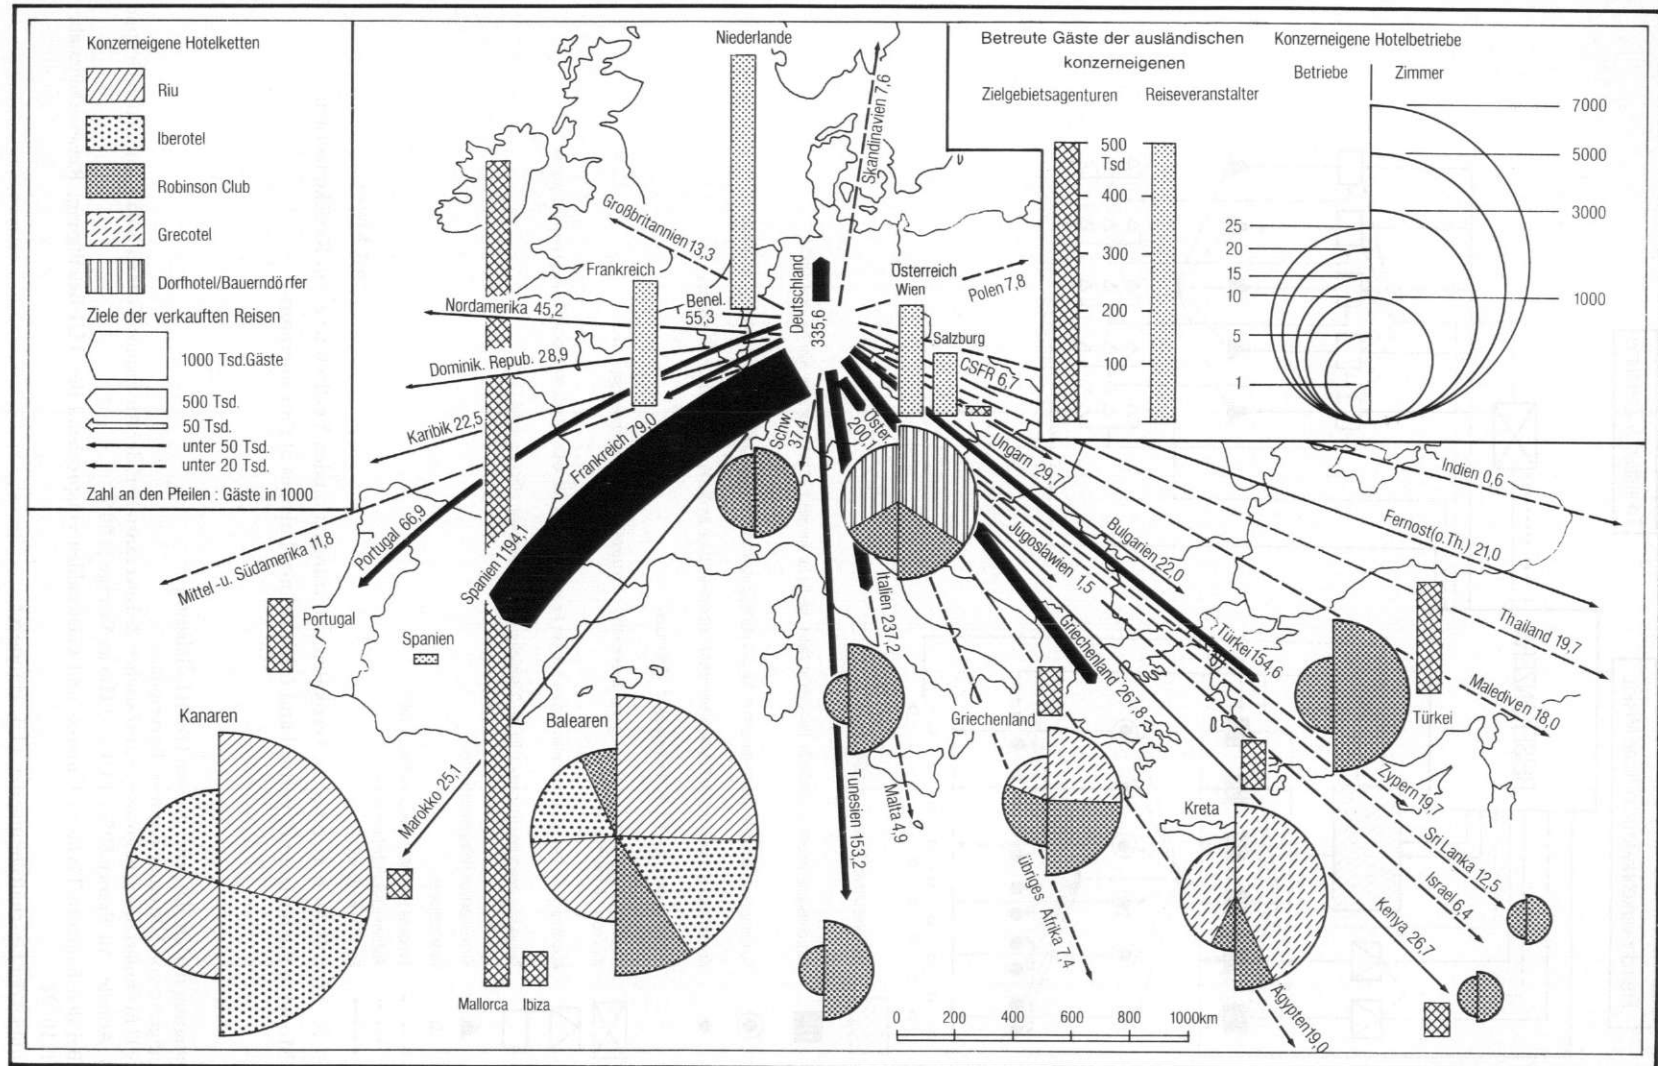 Konzerneigene Hotelketten
Riu
Iberotel
Robinson Club
Grecotel
Dorfhotel/Bauerndörfer
Ziele der verkauften Reisen
1000 Tsd.Gäste
500 Tsd.
50 Tsd.
unter 50 Tsd.
unter 20 Tsd.
Zahl an den Pfeilen : Gäste in 1000
Betreute Gäste der ausländischen
konzerneigenen
Zielgebietsagenturen
Reiseveranstalter
500
Tsd
400
300
200
100
Konzerneigene Hotelbetriebe
Betriebe
Zimmer
7000
5000
3000
1000
25
20
15
10
5
1
Niederlande
Skandinavien 7,6
Großbritannien 13,3
Frankreich
Nordamerika 45,2
Benel.
55,3
Deutschland
335,6
Österreich
Wien
Salzburg
Polen 7,8
Dominik. Repub. 28,9
CSFR 6,7
Karibik 22,5
Frankreich 79,0
Schw.
37,4
Öster.
200,1
Ungarn 29,7
Indien 0,6
Fernost(o.Th.) 21,0
Mittel-u. Südamerika 11,8
Portugal 66,9
Spanien 1194,1
Jugoslawien 1,5
Bulgarien 22,0
Thailand 19,7
Portugal
Spanien
Italien 237,2
Griechenland 267,8
Türkei 154,6
Malediven 18,0
Kanaren
Balearen
Griechenland
Türkei
Marokko 25,1
Tunesien 153,2
Malta 4,9
Zypern 19,7
Kreta
Sri Lanka 12,5
Israel 6,4
übriges Afrika 7,4
Kenya 26,7
Ägypten 19,0
Mallorca
Ibiza
0
200
400
600
800
1000km